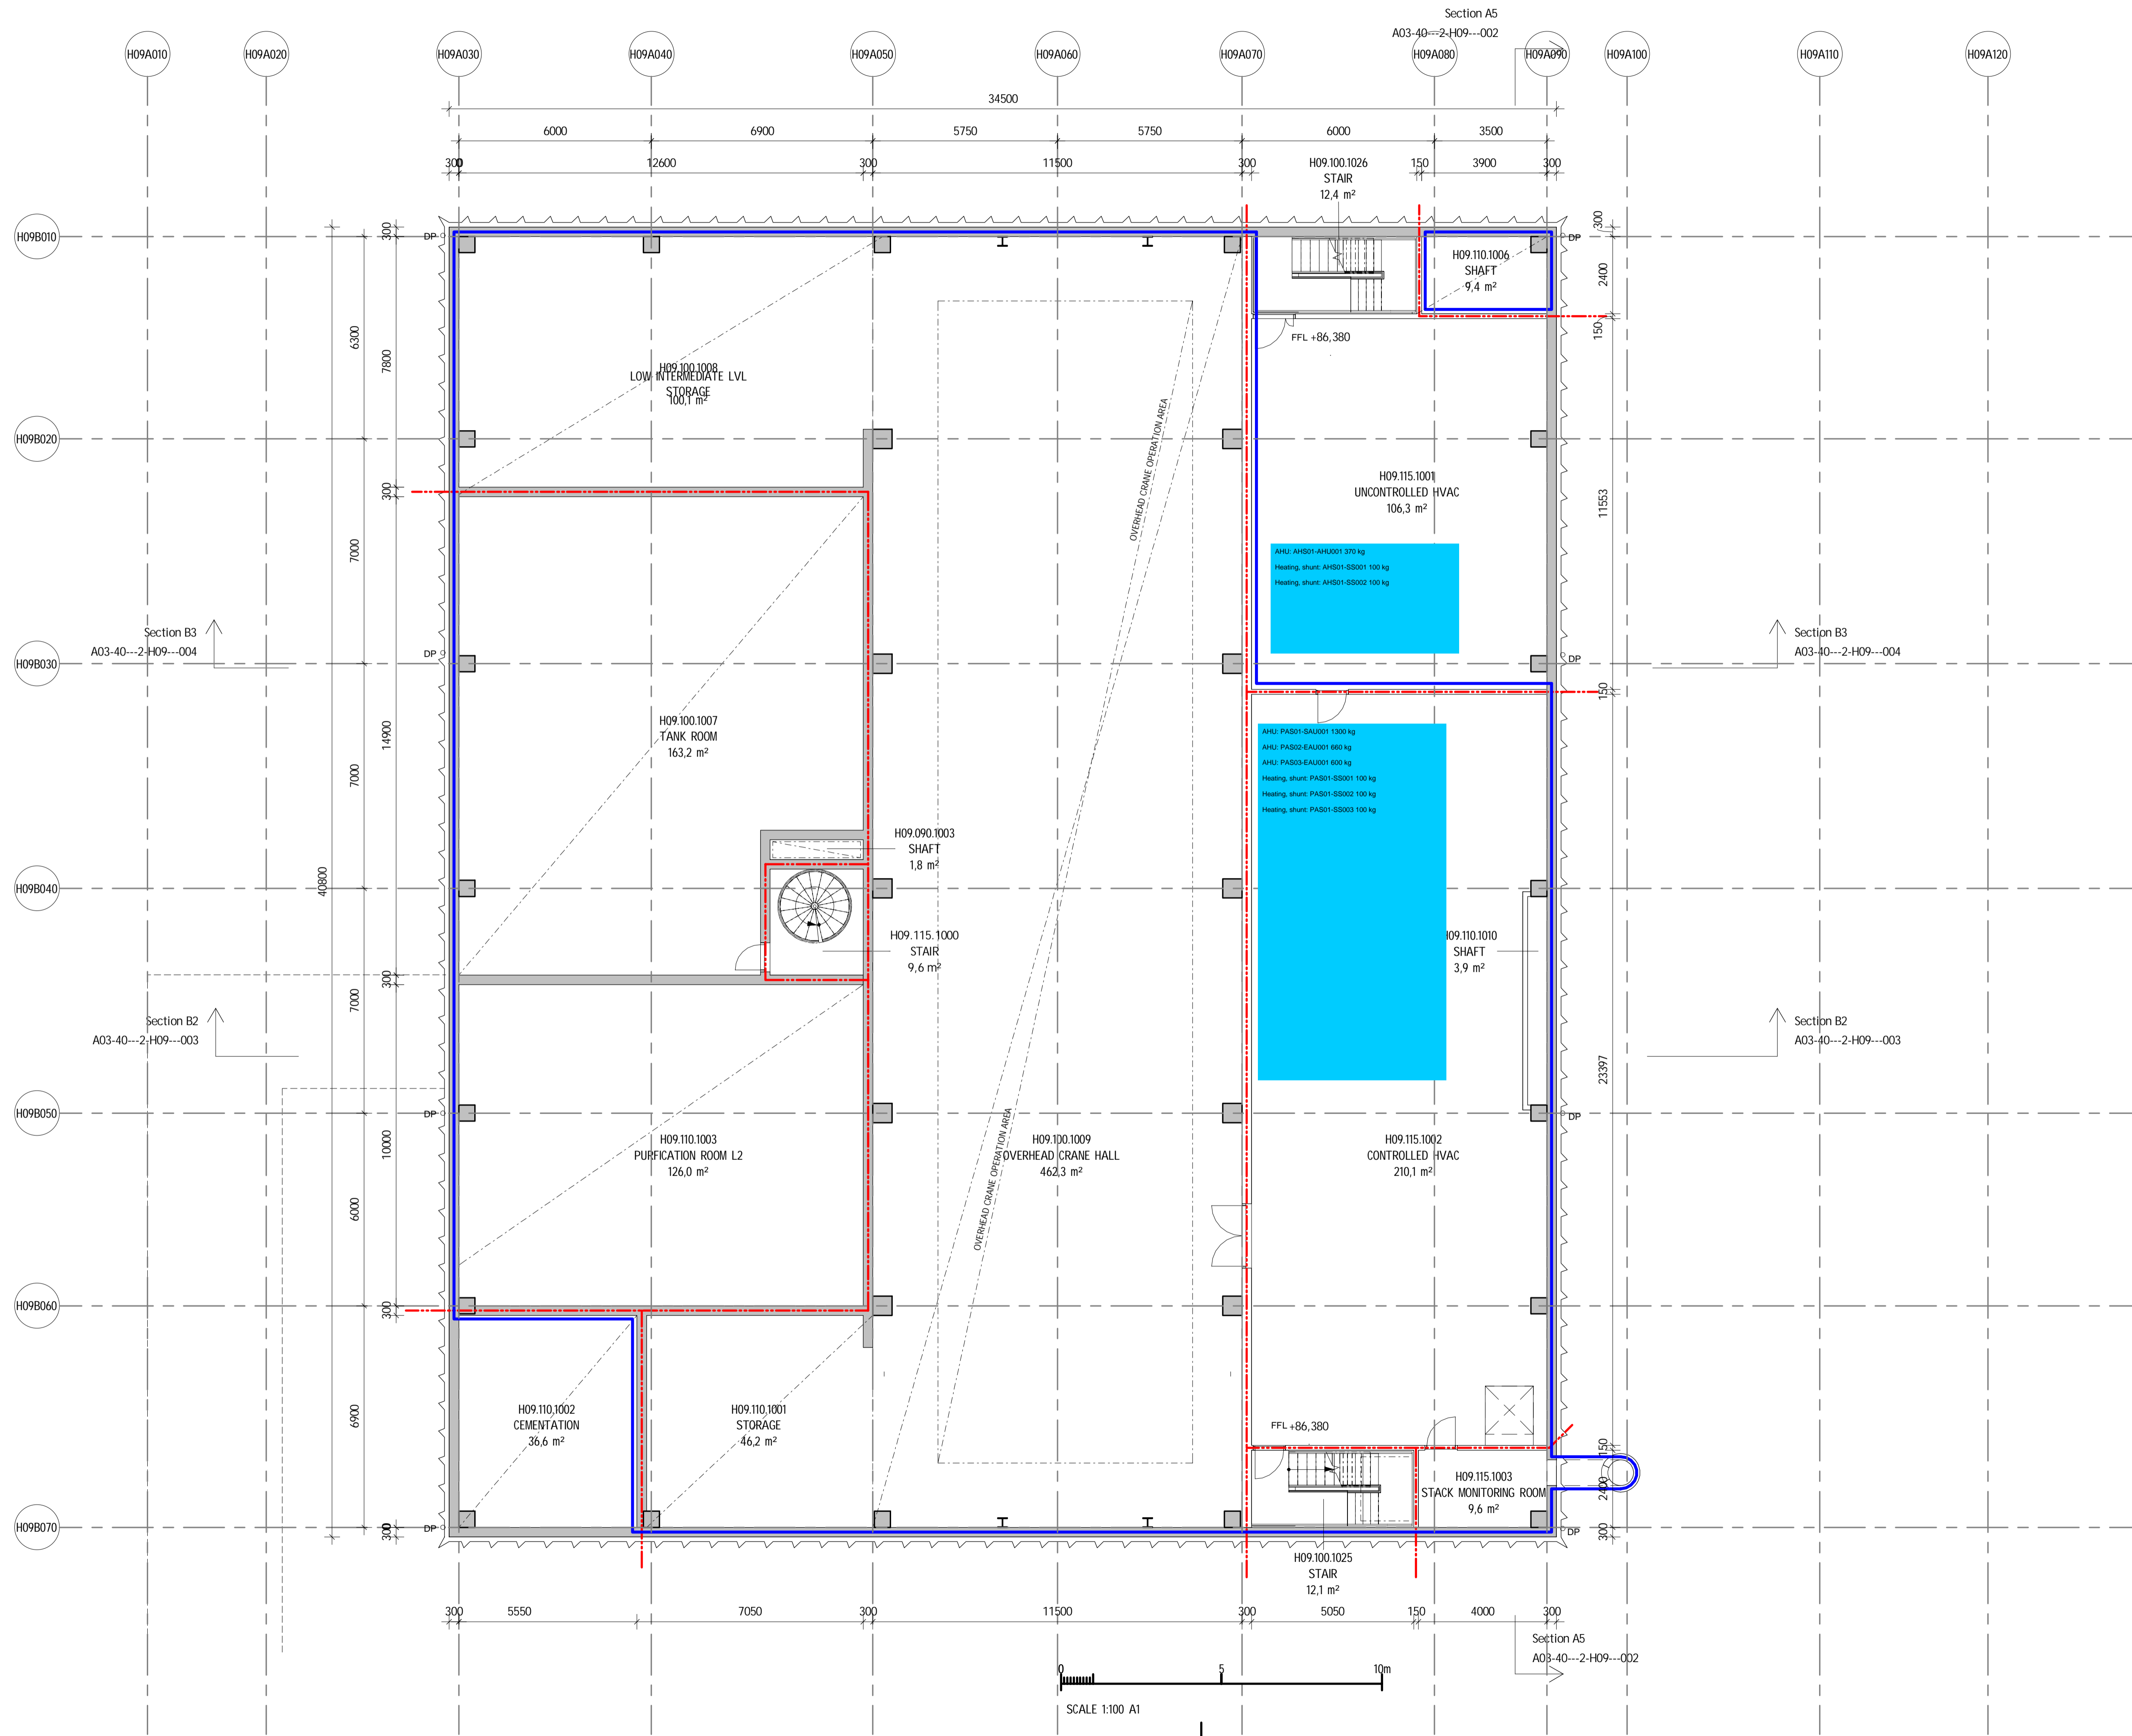 Section A5
A03-40---2-H09---002
H09A010
H09A020
H09A030
H09A040
H09A050
H09A060
H09A070
H09A080
H09A090
H09A100
H09A110
H09A120
34500
6000
6900
5750
5750
6000
3500
300
12600
300
11500
300
150
3900
300
H09.100.1026
STAIR
12,4 m²
H09B010
DP
300
300
DP
H09.110.1006
SHAFT
9,4 m²
2400
FFL +86,380
150
6300
7800
H09.100.1008
LOW INTERMEDIATE LVL
STORAGE
100,1 m²
OVERHEAD CRANE OPERATION AREA
H09B020
H09.115.1001
UNCONTROLLED HVAC
106,3 m²
300
11553
7000
AHU: AHS01-AHU001 370 kg
Heating, shunt: AHS01-SS001 100 kg
Heating, shunt: AHS01-SS002 100 kg
Section B3
A03-40---2-H09---004
Section B3
A03-40---2-H09---004
H09B030
DP
DP
150
14900
H09.100.1007
TANK ROOM
163,2 m²
AHU: PAS01-SAU001 1300 kg
AHU: PAS02-EAU001 660 kg
AHU: PAS03-EAU001 600 kg
Heating, shunt: PAS01-SS001 100 kg
Heating, shunt: PAS01-SS002 100 kg
Heating, shunt: PAS01-SS003 100 kg
7000
40800
H09.090.1003
SHAFT
1,8 m²
H09B040
H09.115.1000
STAIR
9,6 m²
H09.110.1010
SHAFT
3,9 m²
300
7000
Section B2
A03-40---2-H09---003
Section B2
A03-40---2-H09---003
23397
H09B050
DP
DP
10000
H09.110.1003
PURFICATION ROOM L2
126,0 m²
OVERHEAD CRANE OPERATION AREA
H09.100.1009
OVERHEAD CRANE HALL
462,3 m²
H09.115.1002
CONTROLLED HVAC
210,1 m²
6000
H09B060
300
6900
H09.110.1002
CEMENTATION
36,6 m²
H09.110.1001
STORAGE
46,2 m²
FFL +86,380
150
H09.115.1003
STACK MONITORING ROOM
9,6 m²
2400
H09B070
DP
300
300
DP
H09.100.1025
STAIR
12,1 m²
300
5550
7050
300
11500
300
5050
150
4000
300
Section A5
A03-40---2-H09---002
0
5
10m
SCALE 1:100 A1